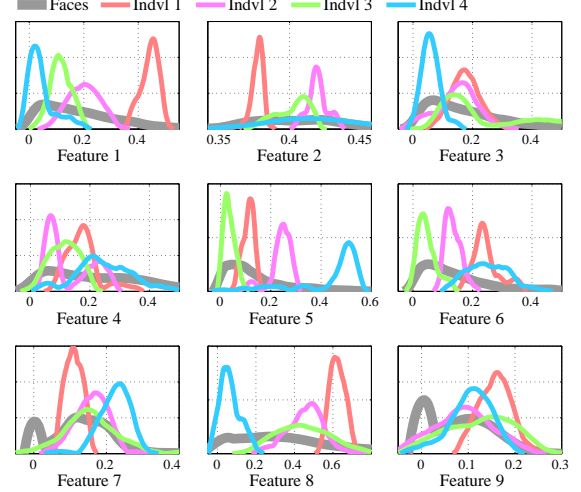 Faces Indvl 1 Indvl 2 Indvl 3 Indvl 4
0 0.2 0.4 0.35 0.4 0.45 0 0.2 0.4
Feature 1 Feature 2 Feature 3
0 0.2 0.4 0 0.2 0.4 0.6 0 0.2 0.4
Feature 4 Feature 5 Feature 6
0 0.2 0.4 0 0.2 0.4 0.6 0 0.1 0.2 0.3
Feature 7 Feature 8 Feature 9